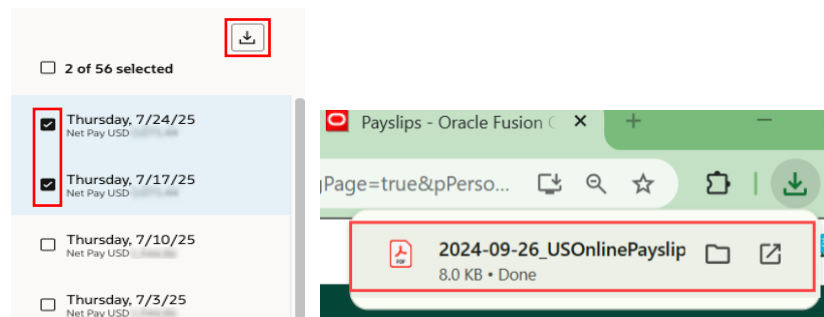 2 of 56 selected
Thursday, 7/24/25
Net Pay USD
Thursday, 7/17/25
Net Pay USD
Thursday, 7/10/25
Net Pay USD
Thursday, 7/3/25
Net Pay USD
Payslips - Oracle Fusion C
gPage=true&pPerso...
PDF
2024-09-26_USOnlinePayslip
8.0 KB • Done